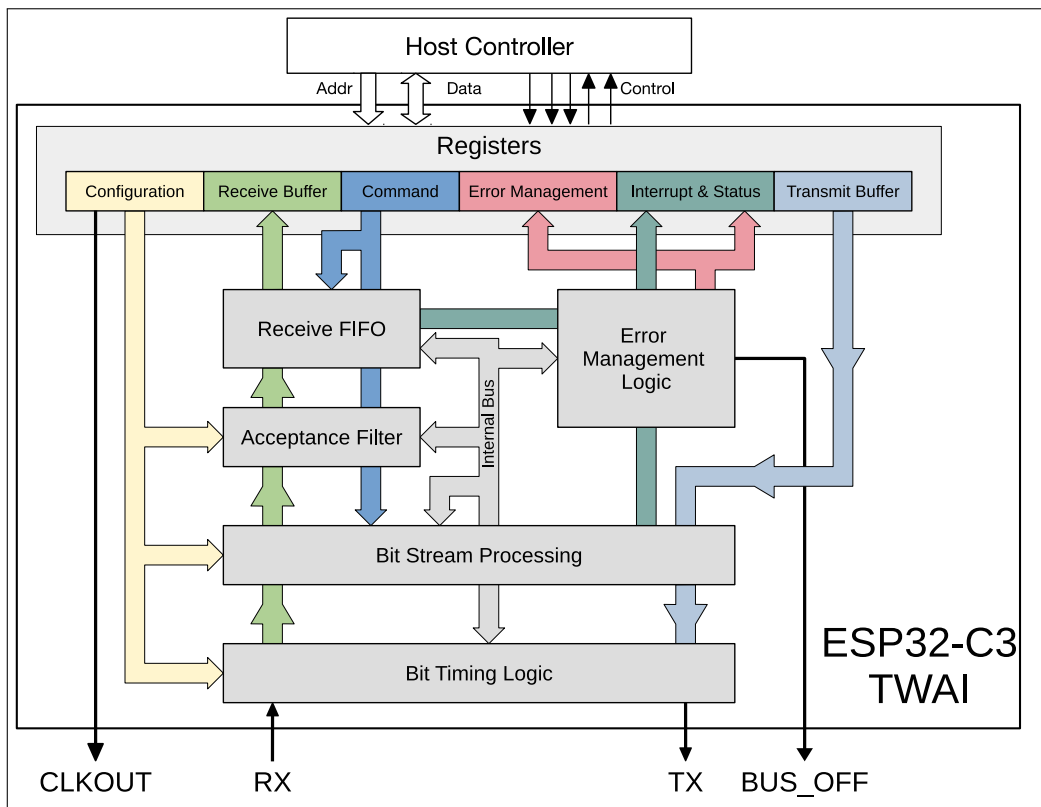 Host Controller
Addr
Data
Control
Registers
Configuration
Receive Buffer
Command
Error Management
Interrupt & Status
Transmit Buffer
Receive FIFO
Error
Management
Logic
Internal Bus
Acceptance Filter
Bit Stream Processing
Bit Timing Logic
ESP32-C3
TWAI
CLKOUT
RX
TX
BUS_OFF